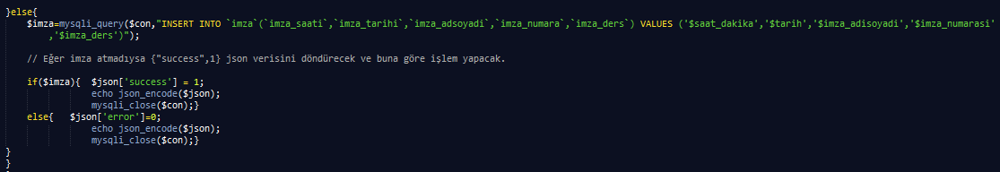 }else{
$imza=mysqli_query($con,"INSERT INTO `imza`(`imza_saati`,`imza_tarihi`,`imza_adsoyadi`,`imza_numara`,`imza_ders`) VALUES ('$saat_dakika','$tarih','$imza_adisoyadi','$imza_numarasi'
,'$imza_ders')");
// Eğer imza atmadıysa {"success",1} json verisini döndürecek ve buna göre işlem yapacak.
if($imza){ $json['success'] = 1;
echo json_encode($json);
mysqli_close($con);}
else{ $json['error']=0;
echo json_encode($json);
mysqli_close($con);}
}
}